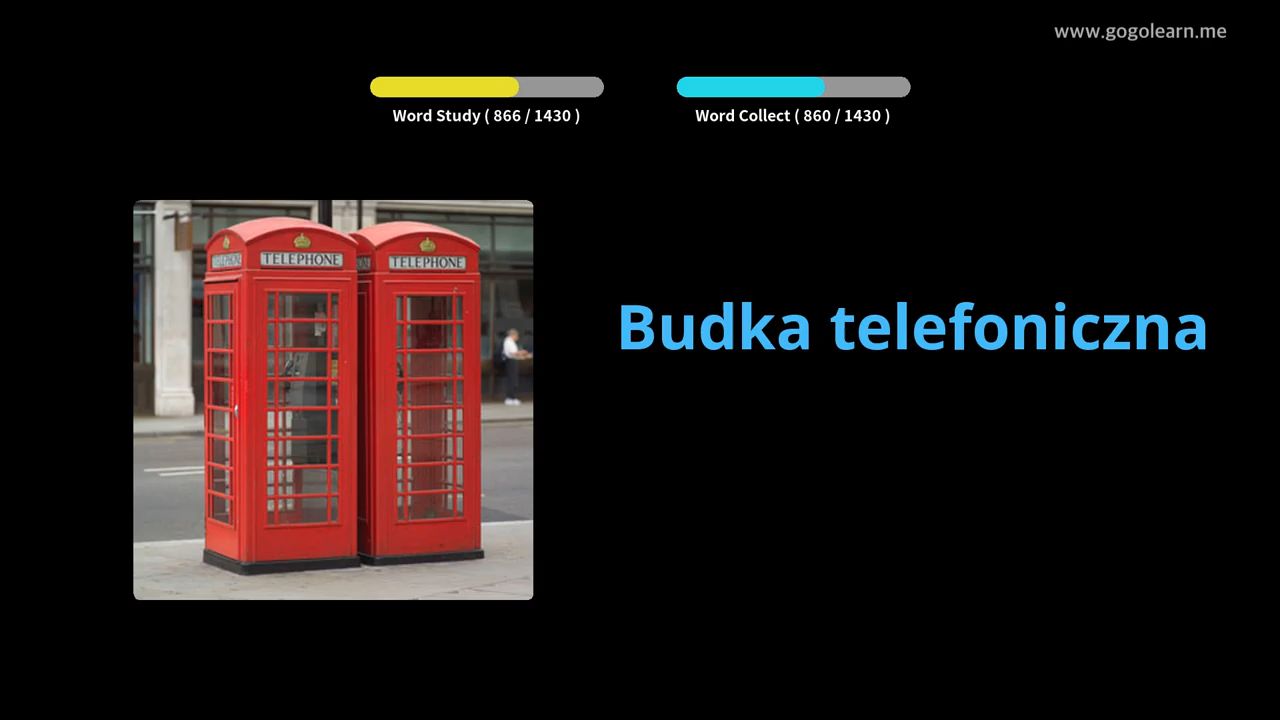 www.gogolearn.me
Word Study ( 866 / 1430 )
Word Collect ( 860 / 1430 )
TELEPHONE
TELEPHONE
Budka telefoniczna